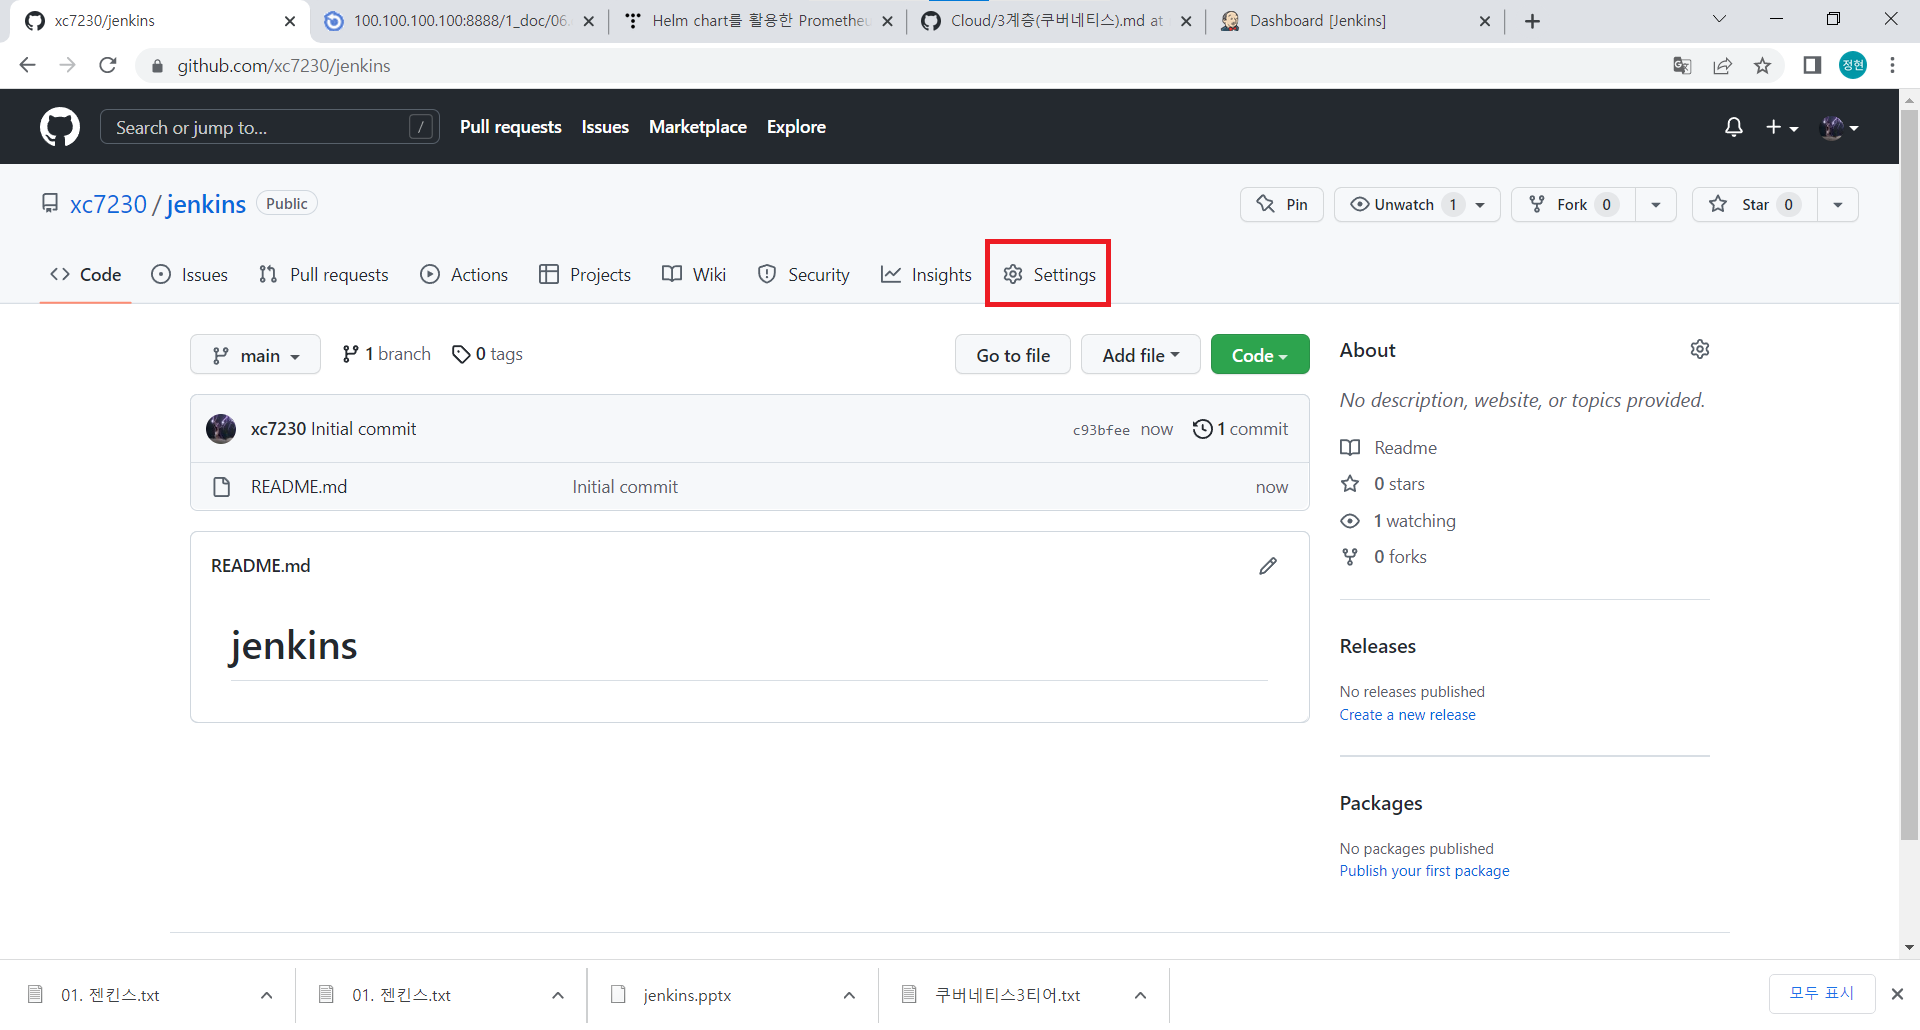 xc7230/jenkins
100.100.100.100:8888/1_doc/06.
Helm chart를 활용한 Prometheu
Cloud/3계층(쿠버네티스).md at
Dashboard [Jenkins]
github.com/xc7230/jenkins
정현
Search or jump to...
/
Pull requests
Issues
Marketplace
Explore
xc7230 / jenkins
Public
Pin
Unwatch 1
Fork 0
Star 0
Code
Issues
Pull requests
Actions
Projects
Wiki
Security
Insights
Settings
main
1 branch
0 tags
Go to file
Add file
Code
xc7230 Initial commit
c93bfee now
1 commit
README.md
Initial commit
now
README.md
jenkins
About
No description, website, or topics provided.
Readme
0 stars
1 watching
0 forks
Releases
No releases published
Create a new release
Packages
No packages published
Publish your first package
01. 젠킨스.txt
01. 젠킨스.txt
jenkins.pptx
쿠버네티스3티어.txt
모두 표시